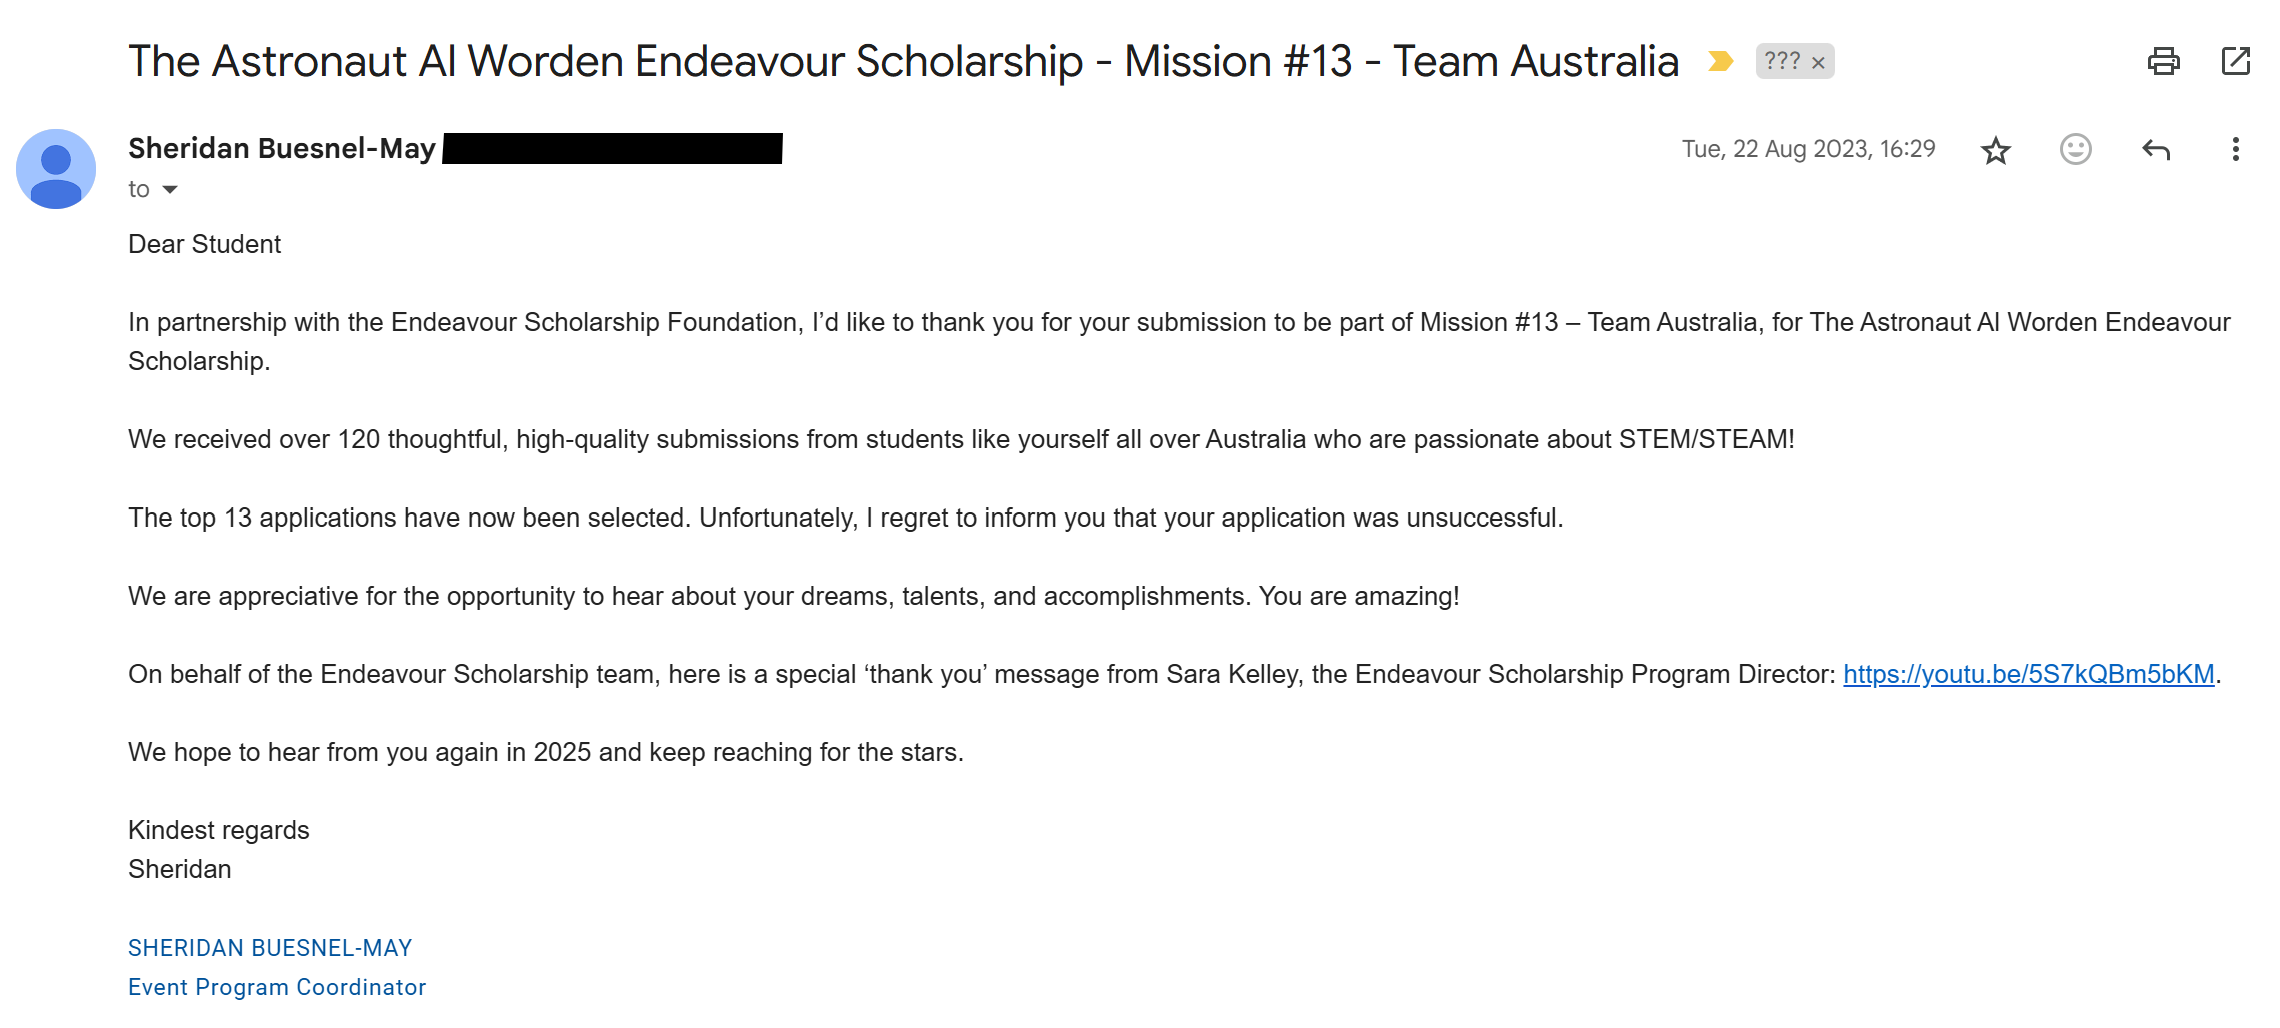 The Astronaut Al Worden Endeavour Scholarship - Mission #13 - Team Australia ??? ×
Sheridan Buesnel-May
Tue, 22 Aug 2023, 16:29
to
Dear Student
In partnership with the Endeavour Scholarship Foundation, I’d like to thank you for your submission to be part of Mission #13 – Team Australia, for The Astronaut Al Worden Endeavour
Scholarship.
We received over 120 thoughtful, high-quality submissions from students like yourself all over Australia who are passionate about STEM/STEAM!
The top 13 applications have now been selected. Unfortunately, I regret to inform you that your application was unsuccessful.
We are appreciative for the opportunity to hear about your dreams, talents, and accomplishments. You are amazing!
On behalf of the Endeavour Scholarship team, here is a special ‘thank you’ message from Sara Kelley, the Endeavour Scholarship Program Director: https://youtu.be/5S7kQBm5bKM.
We hope to hear from you again in 2025 and keep reaching for the stars.
Kindest regards
Sheridan
SHERIDAN BUESNEL-MAY
Event Program Coordinator